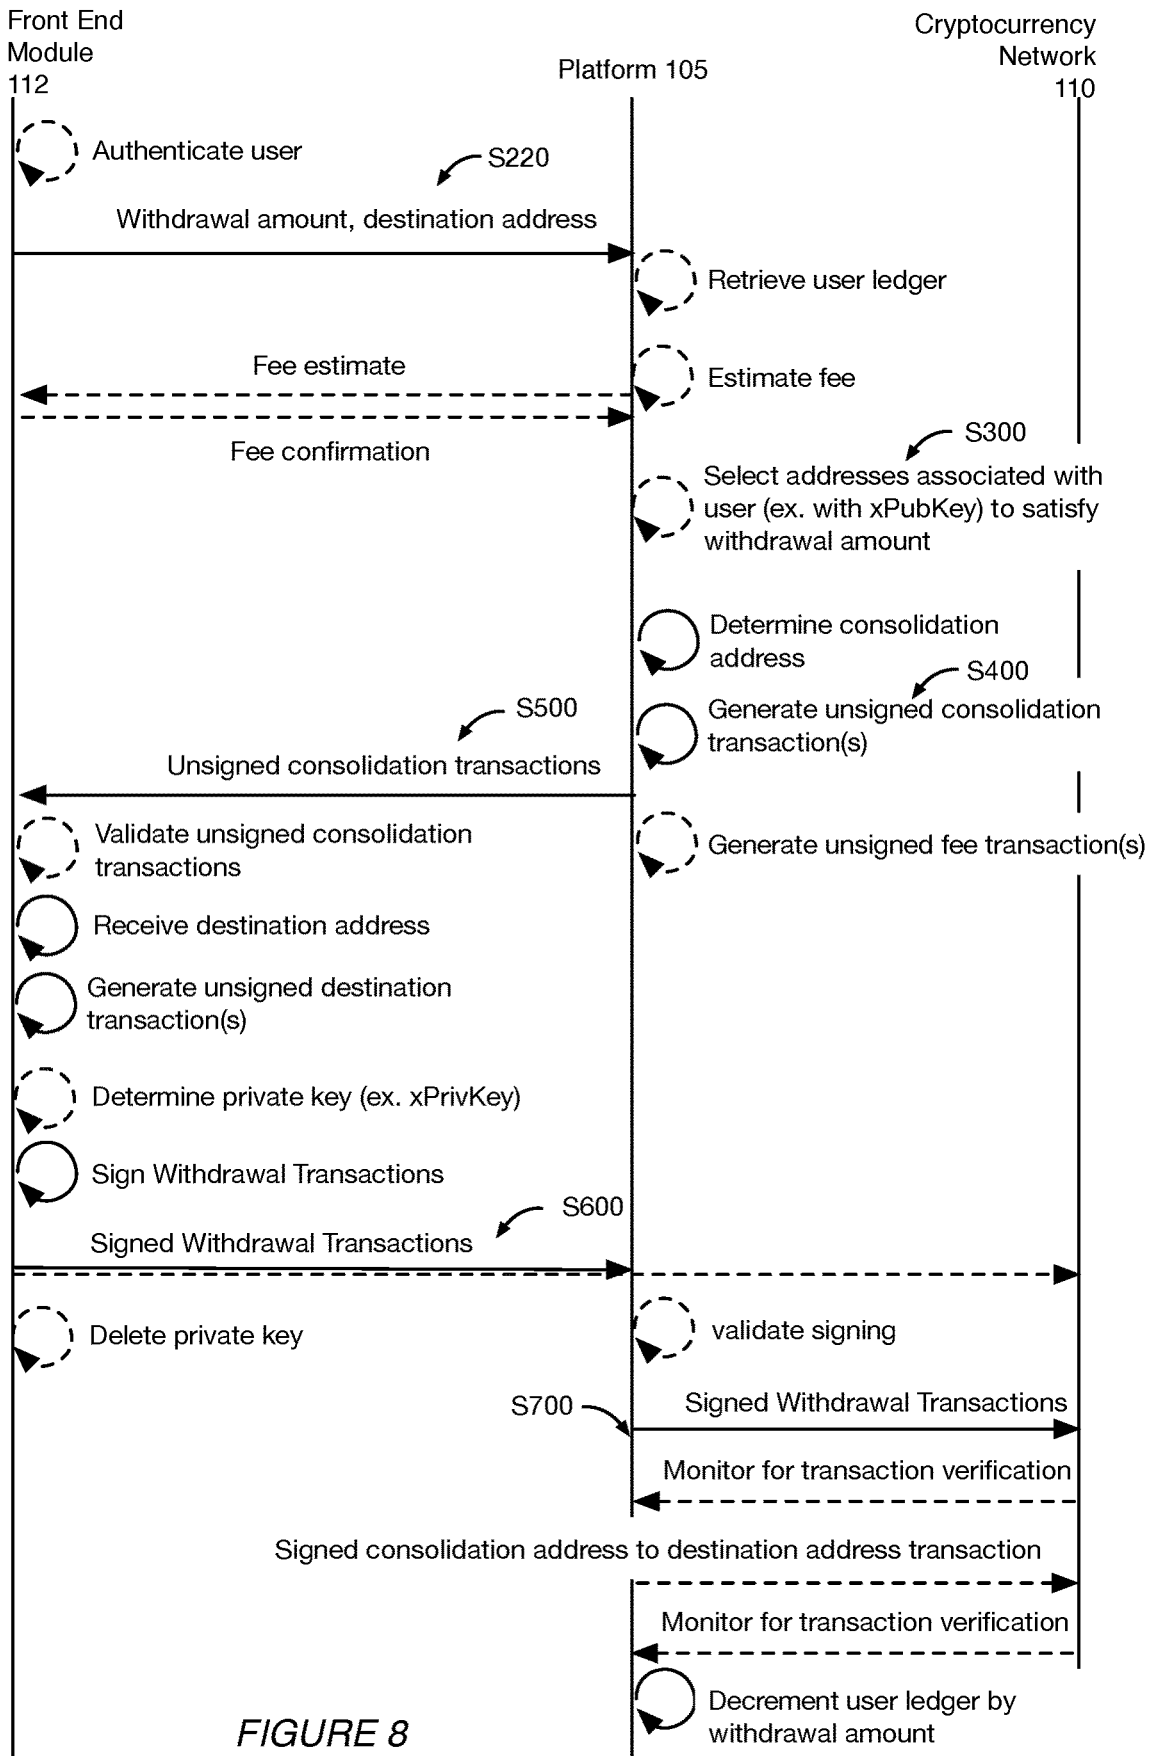 Front End
Module
112
Platform 105
Cryptocurrency
Network
110
Authenticate user
S220
Withdrawal amount, destination address
Retrieve user ledger
Fee estimate
Estimate fee
Fee confirmation
S300
Select addresses associated with
user (ex. with xPubKey) to satisfy
withdrawal amount
Determine consolidation
address
S400
Generate unsigned consolidation
transaction(s)
S500
Unsigned consolidation transactions
Validate unsigned consolidation
transactions
Generate unsigned fee transaction(s)
Receive destination address
Generate unsigned destination
transaction(s)
Determine private key (ex. xPrivKey)
Sign Withdrawal Transactions
S600
Signed Withdrawal Transactions
Delete private key
validate signing
S700
Signed Withdrawal Transactions
Monitor for transaction verification
Signed consolidation address to destination address transaction
Monitor for transaction verification
Decrement user ledger by
withdrawal amount
FIGURE 8